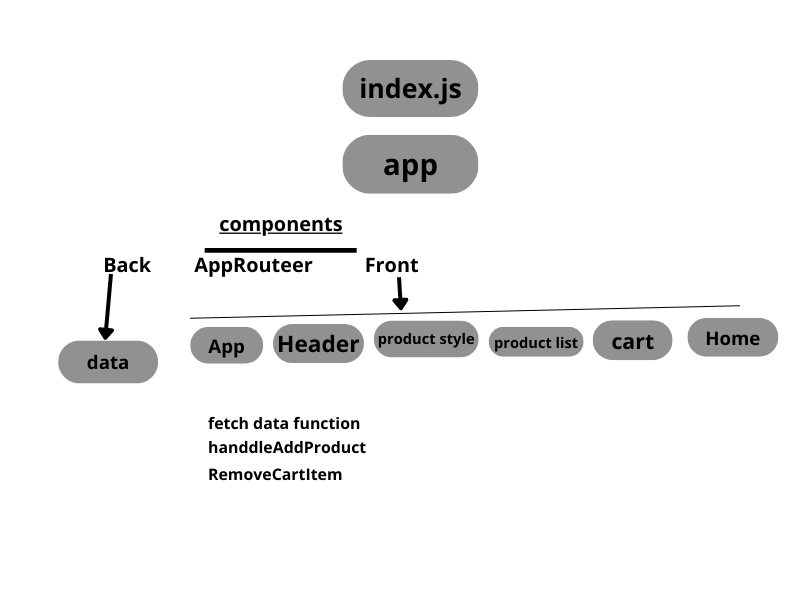 index.js
app
components
Back
AppRouteer
Front
data
App
Header
product style
product list
cart
Home
fetch data function
handdleAddProduct
RemoveCartItem